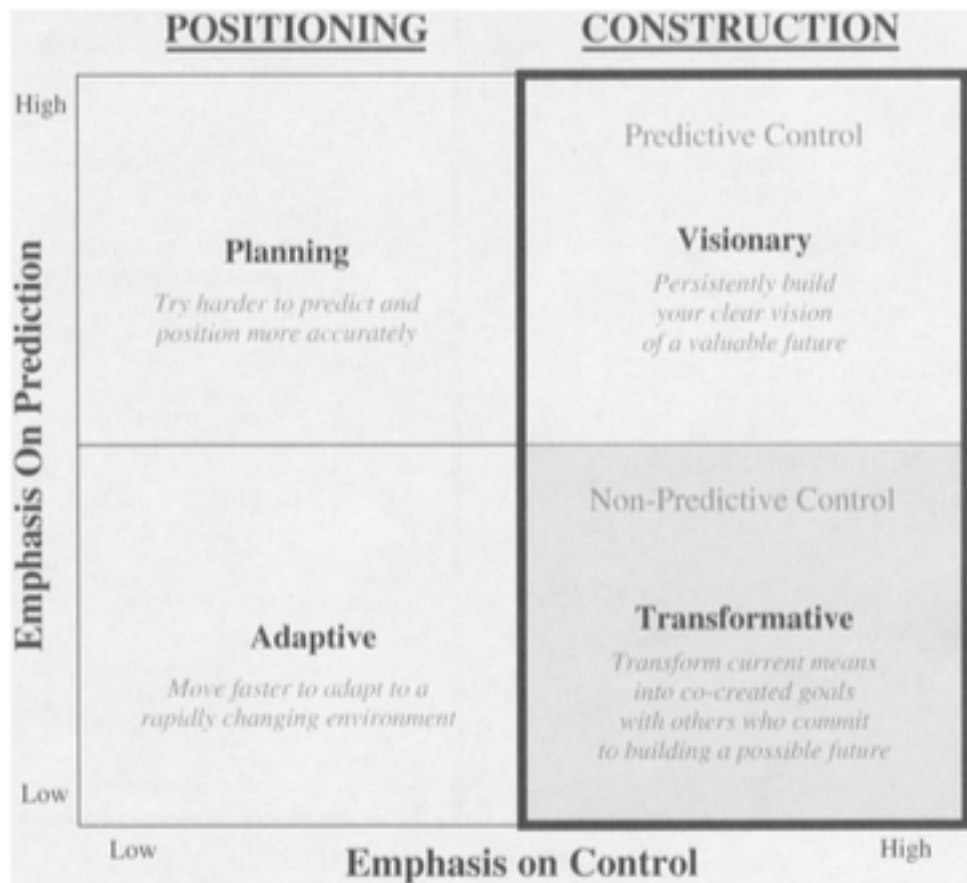 POSITIONING
CONSTRUCTION
High
Predictive Control
Planning
Try harder to predict and
position more accurately
Visionary
Persistently build
your clear vision
of a valuable future
Emphasis On Prediction
Non-Predictive Control
Adaptive
Move faster to adapt to a
rapidly changing environment
Transformative
Transform current means
into co-created goals
with others who commit
to building a possible future
Low
Low
Emphasis on Control
High